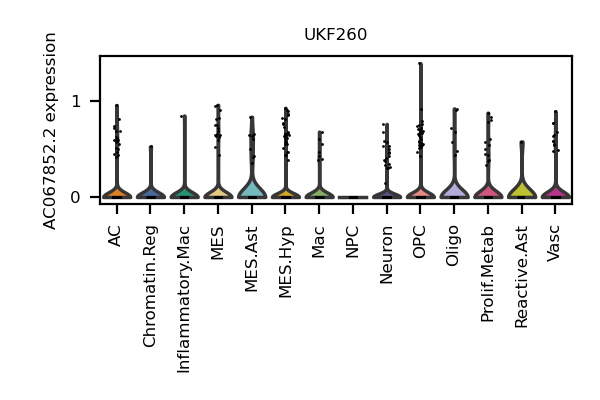 UKF260
AC067852.2 expression
1
0
AC
Chromatin.Reg
Inflammatory.Mac
MES
MES.Ast
MES.Hyp
Mac
NPC
Neuron
OPC
Oligo
Prolif.Metab
Reactive.Ast
Vasc